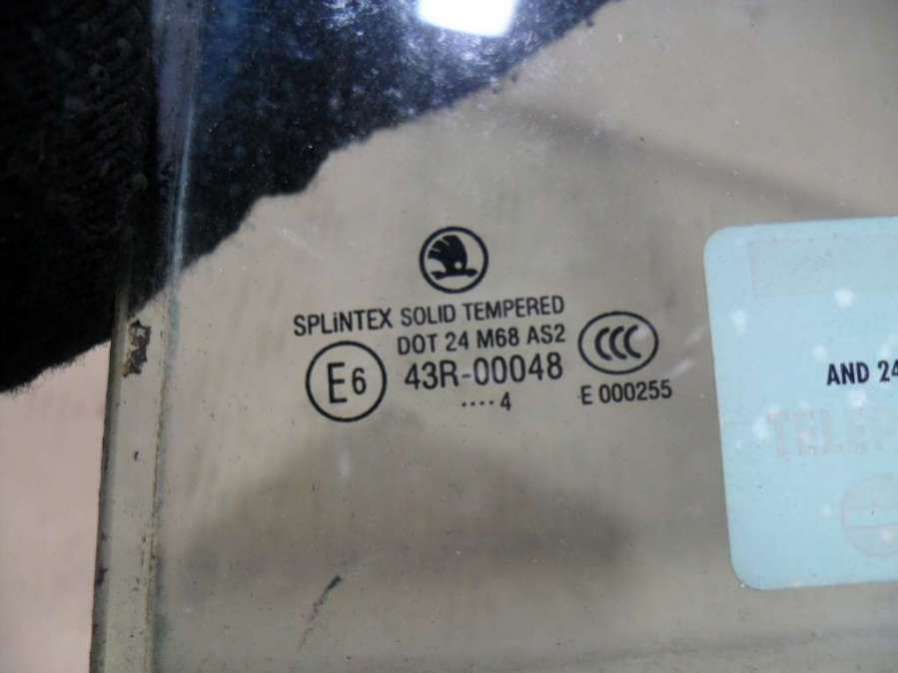 SPLiNTEX SOLID TEMPERED
DOT 24 M68 AS2
CCC
E6
43R-00048
···· 4
E 000255
AND 24